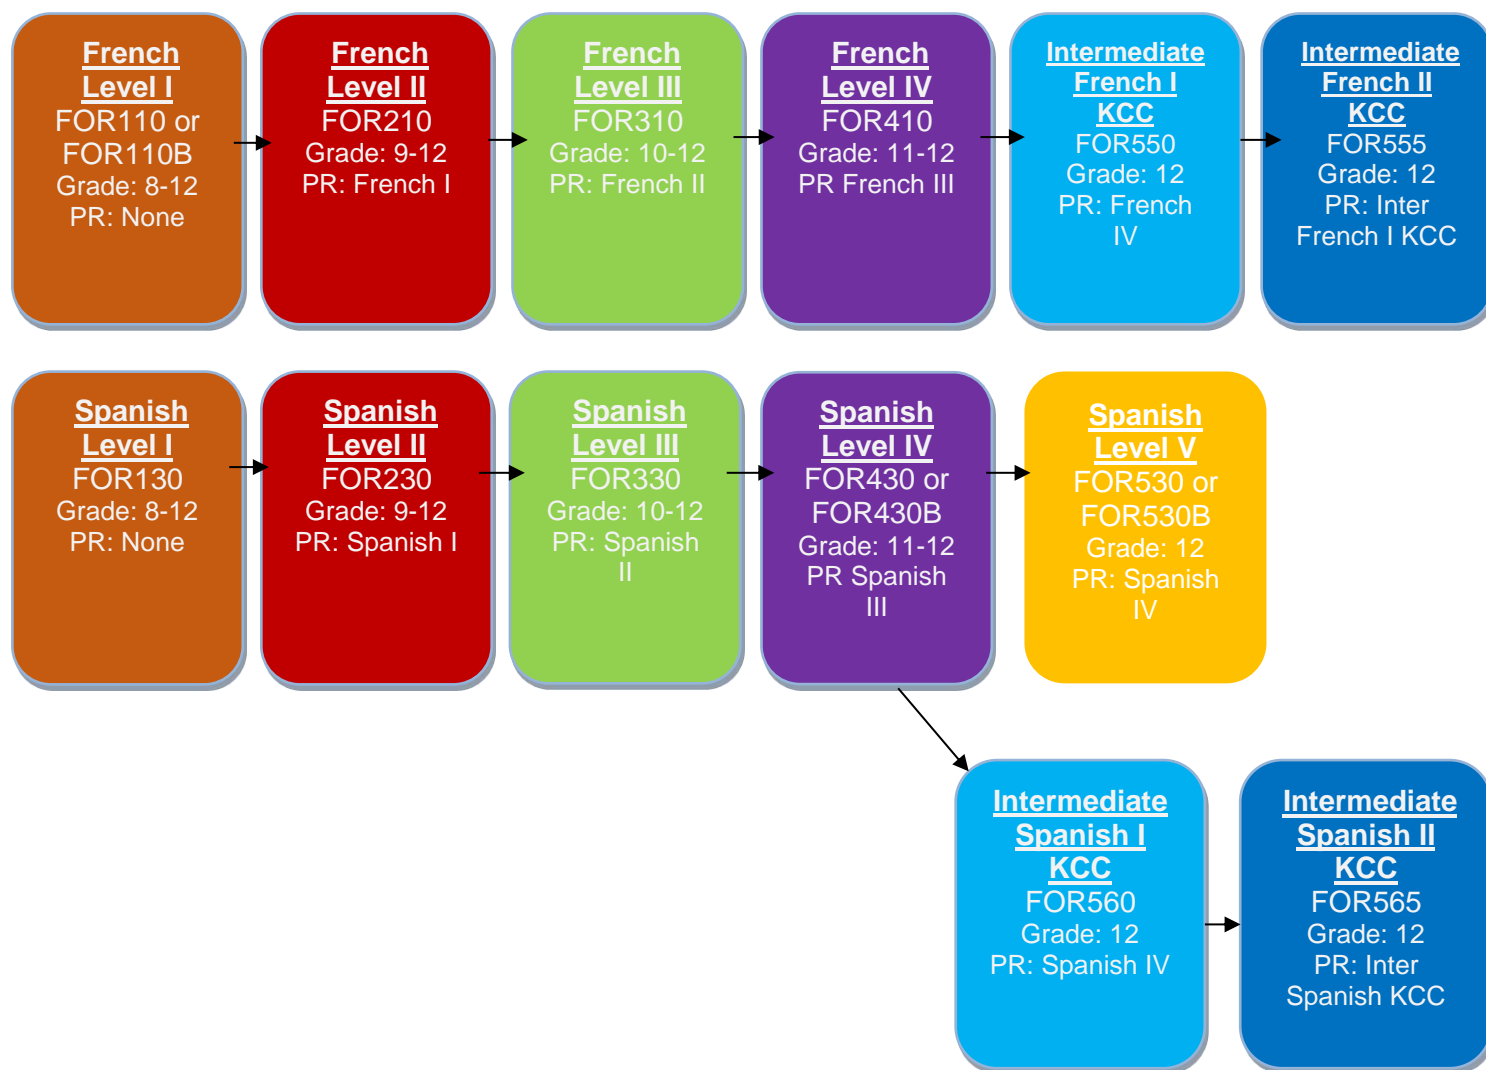 French
Level I
FOR110 or
FOR110B
Grade: 8-12
PR: None
French
Level II
FOR210
Grade: 9-12
PR: French I
French
Level III
FOR310
Grade: 10-12
PR: French II
French
Level IV
FOR410
Grade: 11-12
PR French III
Intermediate
French I
KCC
FOR550
Grade: 12
PR: French
IV
Intermediate
French II
KCC
FOR555
Grade: 12
PR: Inter
French I KCC
Spanish
Level I
FOR130
Grade: 8-12
PR: None
Spanish
Level II
FOR230
Grade: 9-12
PR: Spanish I
Spanish
Level III
FOR330
Grade: 10-12
PR: Spanish
II
Spanish
Level IV
FOR430 or
FOR430B
Grade: 11-12
PR Spanish
III
Spanish
Level V
FOR530 or
FOR530B
Grade: 12
PR: Spanish
IV
Intermediate
Spanish I
KCC
FOR560
Grade: 12
PR: Spanish IV
Intermediate
Spanish II
KCC
FOR565
Grade: 12
PR: Inter
Spanish KCC